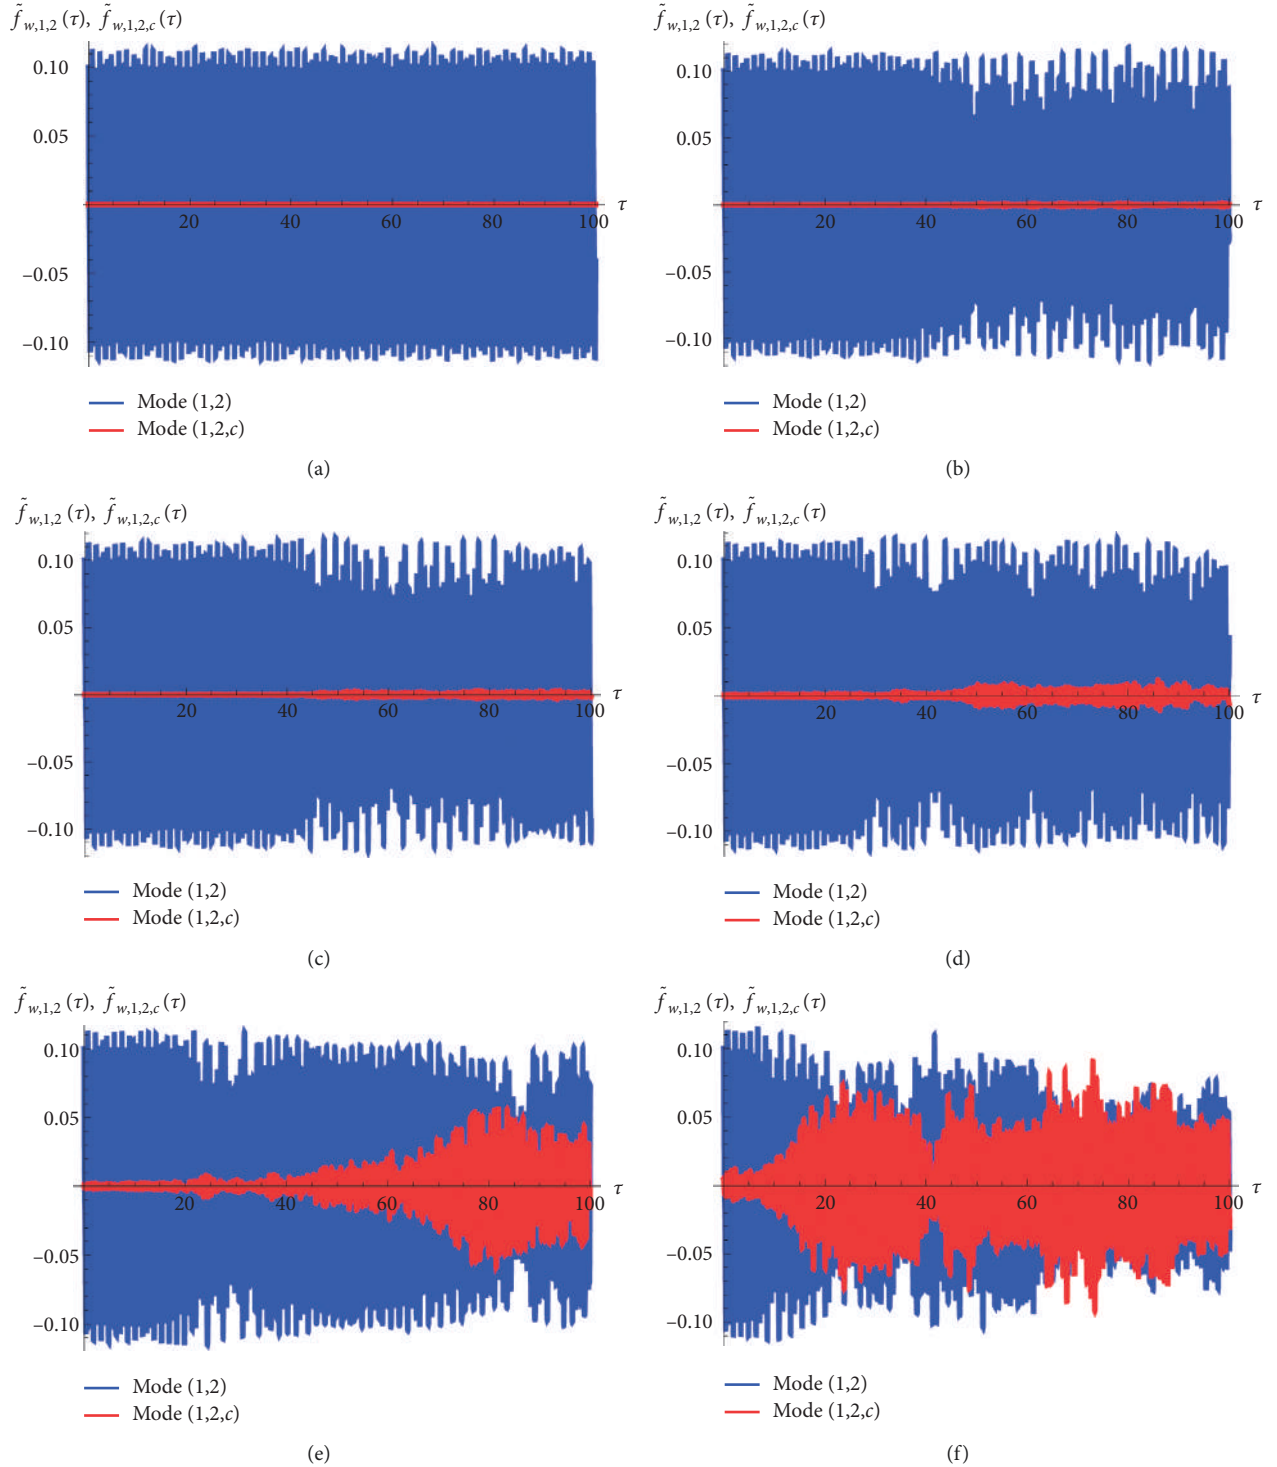 f̃w,1,2 (τ), f̃w,1,2,c (τ)
0.10
0.05
20 40 60 80 100 τ
−0.05
−0.10
Mode (1,2)
Mode (1,2,c)
(a)
f̃w,1,2 (τ), f̃w,1,2,c (τ)
0.10
0.05
20 40 60 80 100 τ
−0.05
−0.10
Mode (1,2)
Mode (1,2,c)
(b)
f̃w,1,2 (τ), f̃w,1,2,c (τ)
0.10
0.05
20 40 60 80 100 τ
−0.05
−0.10
Mode (1,2)
Mode (1,2,c)
(c)
f̃w,1,2 (τ), f̃w,1,2,c (τ)
0.10
0.05
20 40 60 80 100 τ
−0.05
−0.10
Mode (1,2)
Mode (1,2,c)
(d)
f̃w,1,2 (τ), f̃w,1,2,c (τ)
0.10
0.05
20 40 60 80 100 τ
−0.05
−0.10
Mode (1,2)
Mode (1,2,c)
(e)
f̃w,1,2 (τ), f̃w,1,2,c (τ)
0.10
0.05
20 40 60 80 100 τ
−0.05
−0.10
Mode (1,2)
Mode (1,2,c)
(f)